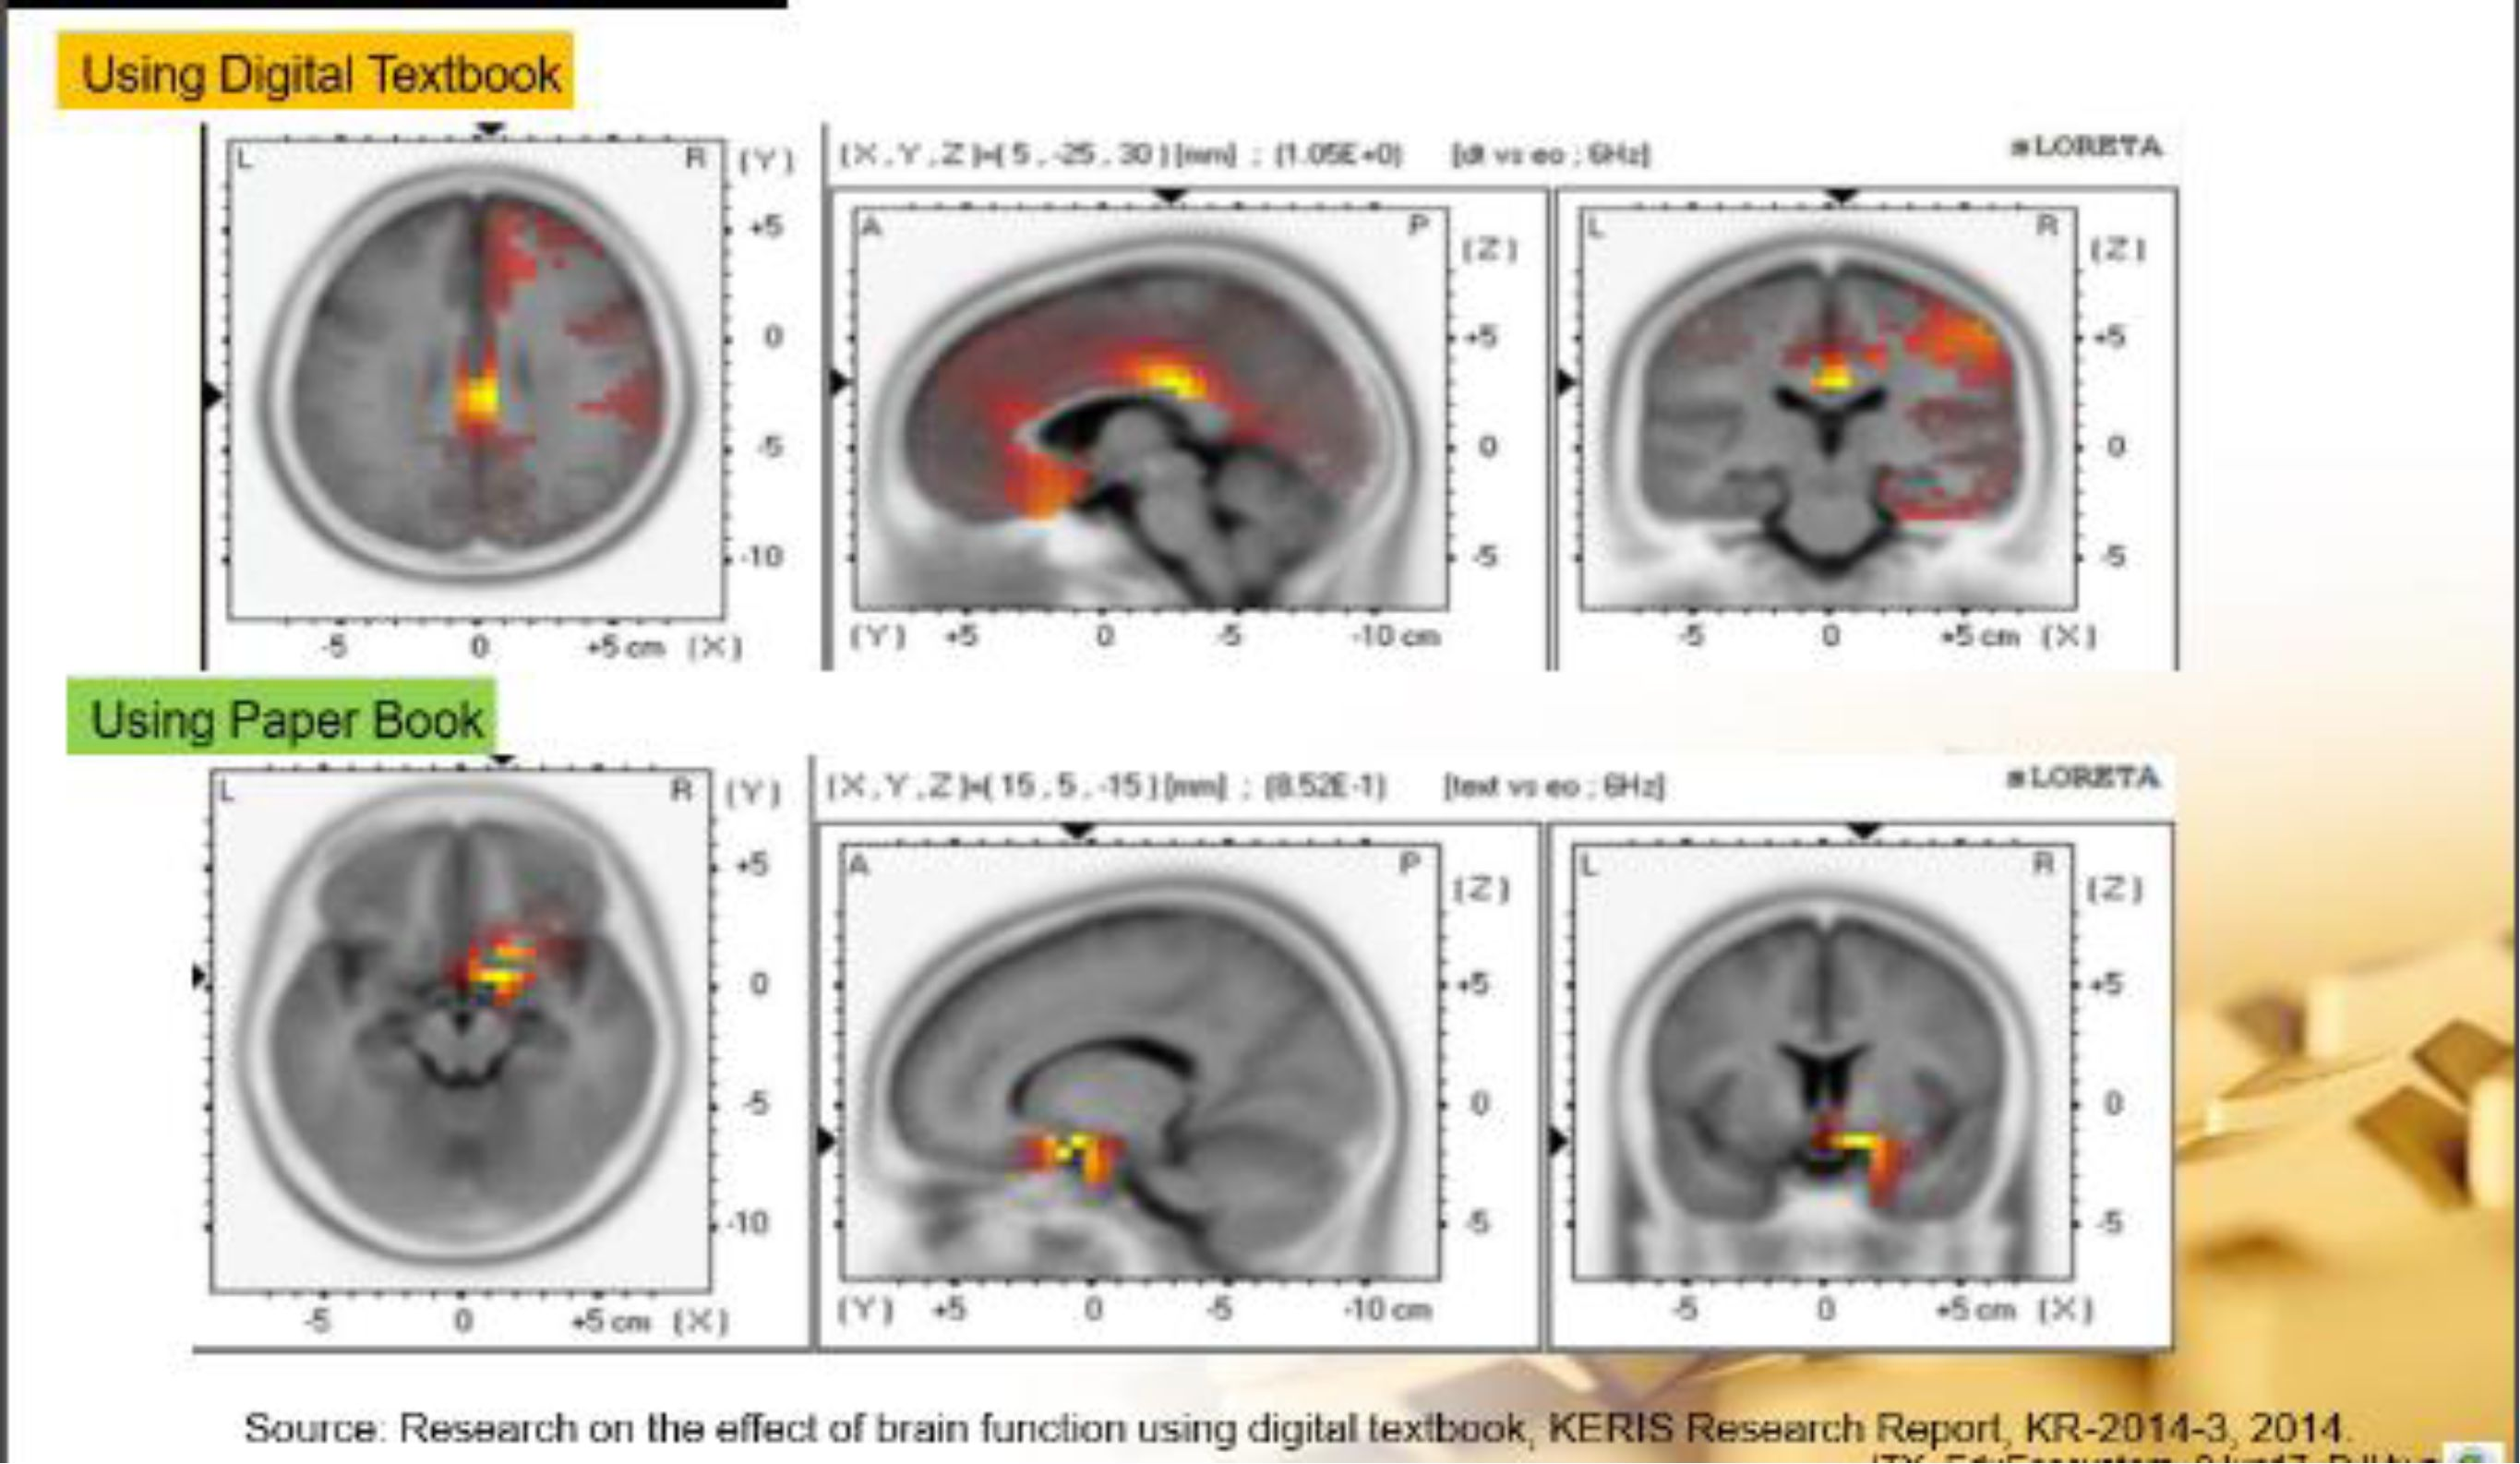 Using Digital Textbook
L R (Y)
(X,Y,Z)=(5,-25,30)[mm] ; (1.05E+0) [dt vs eo ; 6Hz] sLORETA
A P (Z)
L R (Z)
+5
0
-5
-10
-5 0 +5 cm (X)
+5
0
-5
(Y) +5 0 -5 -10 cm
+5
0
-5
-5 0 +5 cm (X)
Using Paper Book
L R (Y)
(X,Y,Z)=(15,5,-15)[mm] ; (8.52E-1) [text vs eo ; 6Hz] sLORETA
A P (Z)
L R (Z)
+5
0
-5
-10
-5 0 +5 cm (X)
+5
0
-5
(Y) +5 0 -5 -10 cm
+5
0
-5
-5 0 +5 cm (X)
Source: Research on the effect of brain function using digital textbook, KERIS Research Report, KR-2014-3, 2014.